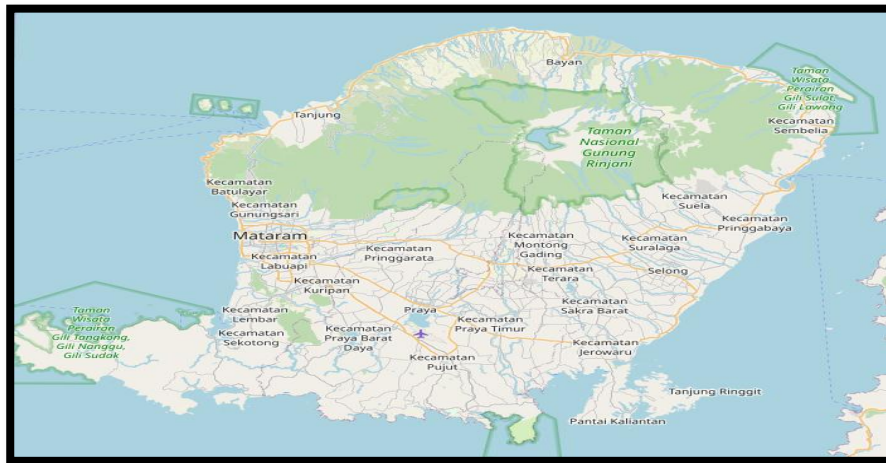 Bayan
Taman
Wisata
Perairan
Gili Sulat,
Gili Lawang
Tanjung
Kecamatan
Sembelia
Taman
Nasional
Gunung
Rinjani
Kecamatan
Batulayar
Kecamatan
Suela
Kecamatan
Gunungsari
Kecamatan
Pringgabaya
Mataram
Kecamatan
Montong
Gading
Kecamatan
Suralaga
Kecamatan
Pringgarata
Kecamatan
Labuapi
Kecamatan
Terara
Selong
Kecamatan
Kuripan
Kecamatan
Sakra Barat
Taman
Wisata
Perairan
Gili Tangkong,
Gili Nanggu,
Gili Sudak
Kecamatan
Lembar
Praya
Kecamatan
Praya Timur
Kecamatan
Sekotong
Kecamatan
Praya Barat
Daya
Kecamatan
Jerowaru
Kecamatan
Pujut
Tanjung Ringgit
Pantai Kaliantan